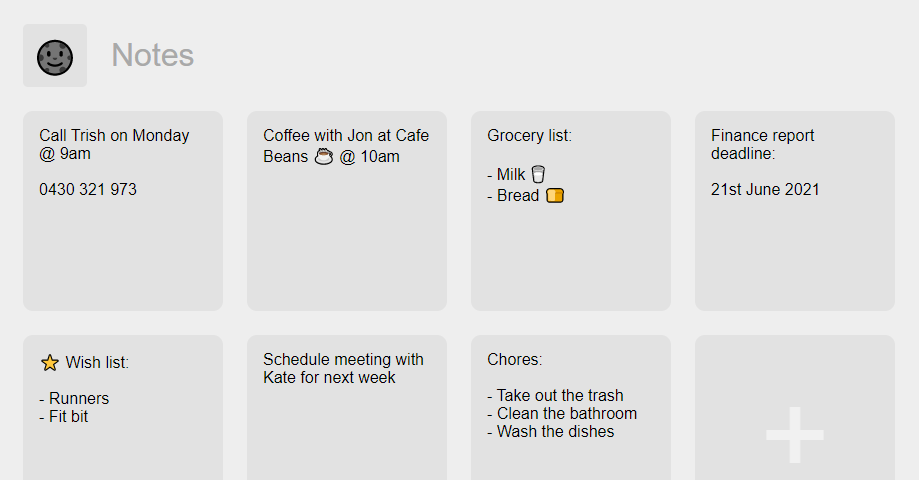 Notes
Call Trish on Monday
@ 9am
0430 321 973
Coffee with Jon at Cafe
Beans ☕ @ 10am
Grocery list:
- Milk 🥛
- Bread 🍞
Finance report
deadline:
21st June 2021
⭐ Wish list:
- Runners
- Fit bit
Schedule meeting with
Kate for next week
Chores:
- Take out the trash
- Clean the bathroom
- Wash the dishes
+